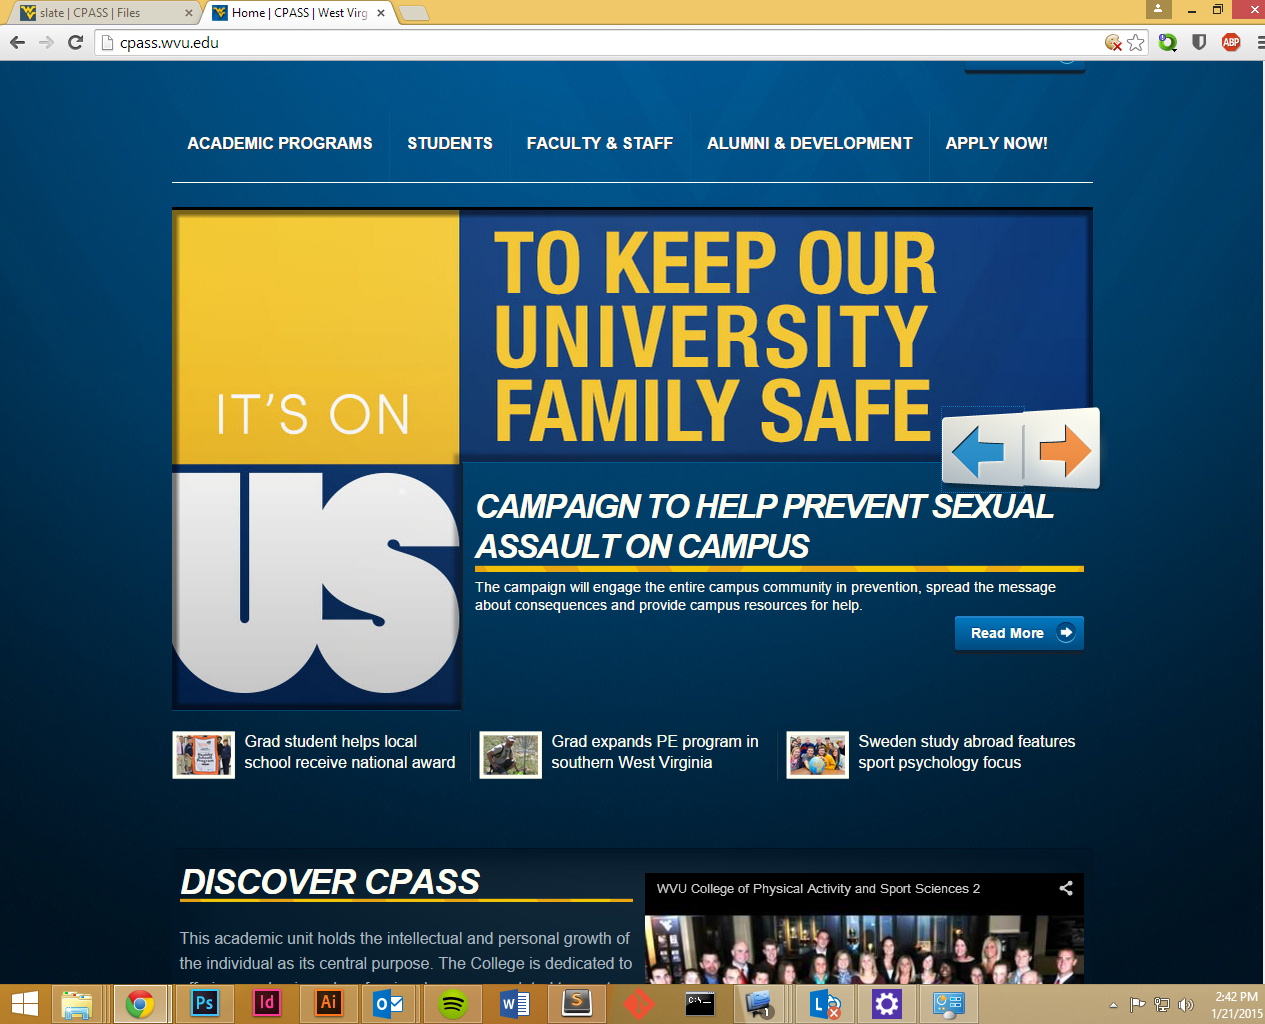 slate | CPASS | Files
Home | CPASS | West Virg
cpass.wvu.edu
ABP
ACADEMIC PROGRAMS
STUDENTS
FACULTY & STAFF
ALUMNI & DEVELOPMENT
APPLY NOW!
IT'S ON
US
TO KEEP OUR
UNIVERSITY
FAMILY SAFE
CAMPAIGN TO HELP PREVENT SEXUAL
ASSAULT ON CAMPUS
The campaign will engage the entire campus community in prevention, spread the message
about consequences and provide campus resources for help.
Read More
Grad student helps local
school receive national award
Grad expands PE program in
southern West Virginia
Sweden study abroad features
sport psychology focus
DISCOVER CPASS
This academic unit holds the intellectual and personal growth of
the individual as its central purpose. The College is dedicated to
WVU College of Physical Activity and Sport Sciences 2
Ps
Id
Ai
C:\_
1
2:42 PM
1/21/2015